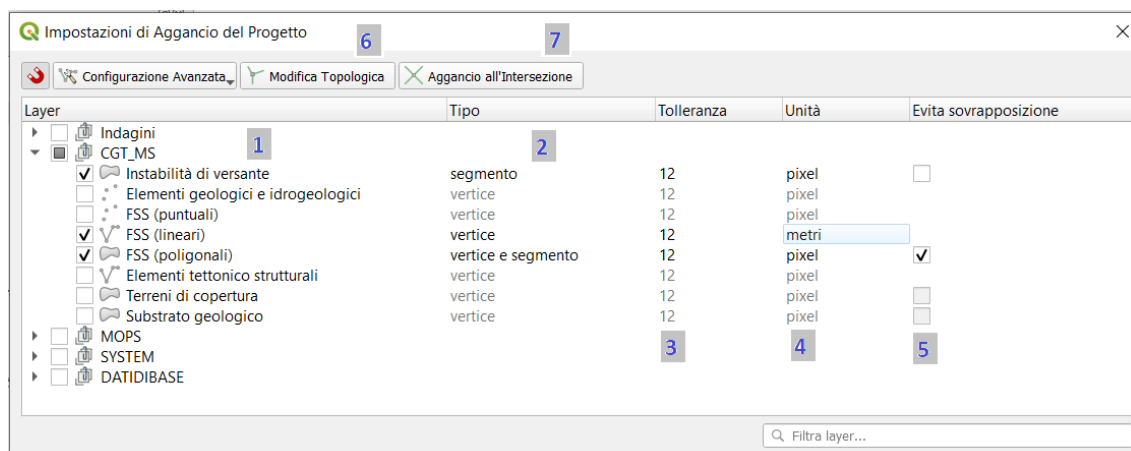 Impostazioni di Aggancio del Progetto
6
7
Configurazione Avanzata Modifica Topologica Aggancio all'Intersezione
Layer Tipo Tolleranza Unità Evita sovrapposizione
Indagini
1
2
CGT_MS
Instabilità di versante segmento 12 pixel
Elementi geologici e idrogeologici vertice 12 pixel
FSS (puntuali) vertice 12 pixel
FSS (lineari) vertice 12 metri
FSS (poligonali) vertice e segmento 12 pixel
Elementi tettonico strutturali vertice 12 pixel
Terreni di copertura vertice 12 pixel
Substrato geologico vertice 12 pixel
MOPS
3
4
5
SYSTEM
DATIDIBASE
Filtra layer...